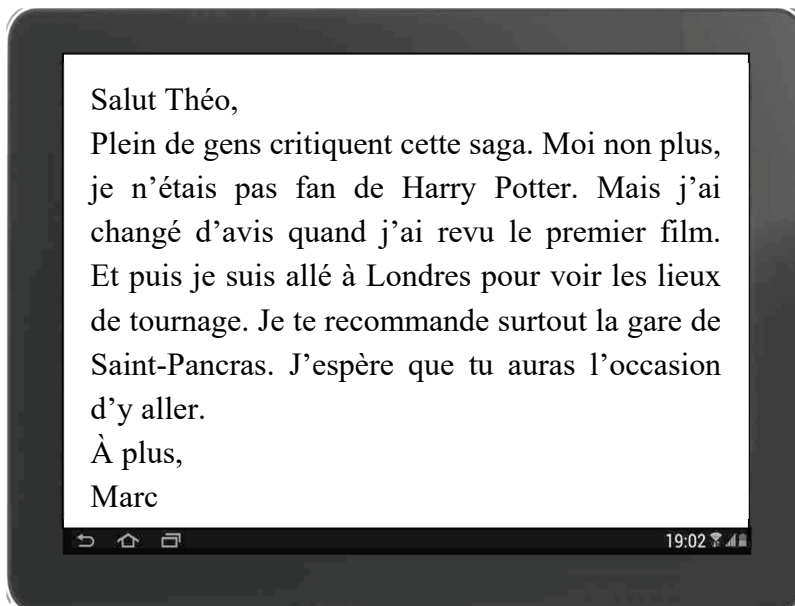 Salut Théo,
Plein de gens critiquent cette saga. Moi non plus,
je n’étais pas fan de Harry Potter. Mais j’ai
changé d’avis quand j’ai revu le premier film.
Et puis je suis allé à Londres pour voir les lieux
de tournage. Je te recommande surtout la gare de
Saint-Pancras. J’espère que tu auras l’occasion
d’y aller.
À plus,
Marc
19:02